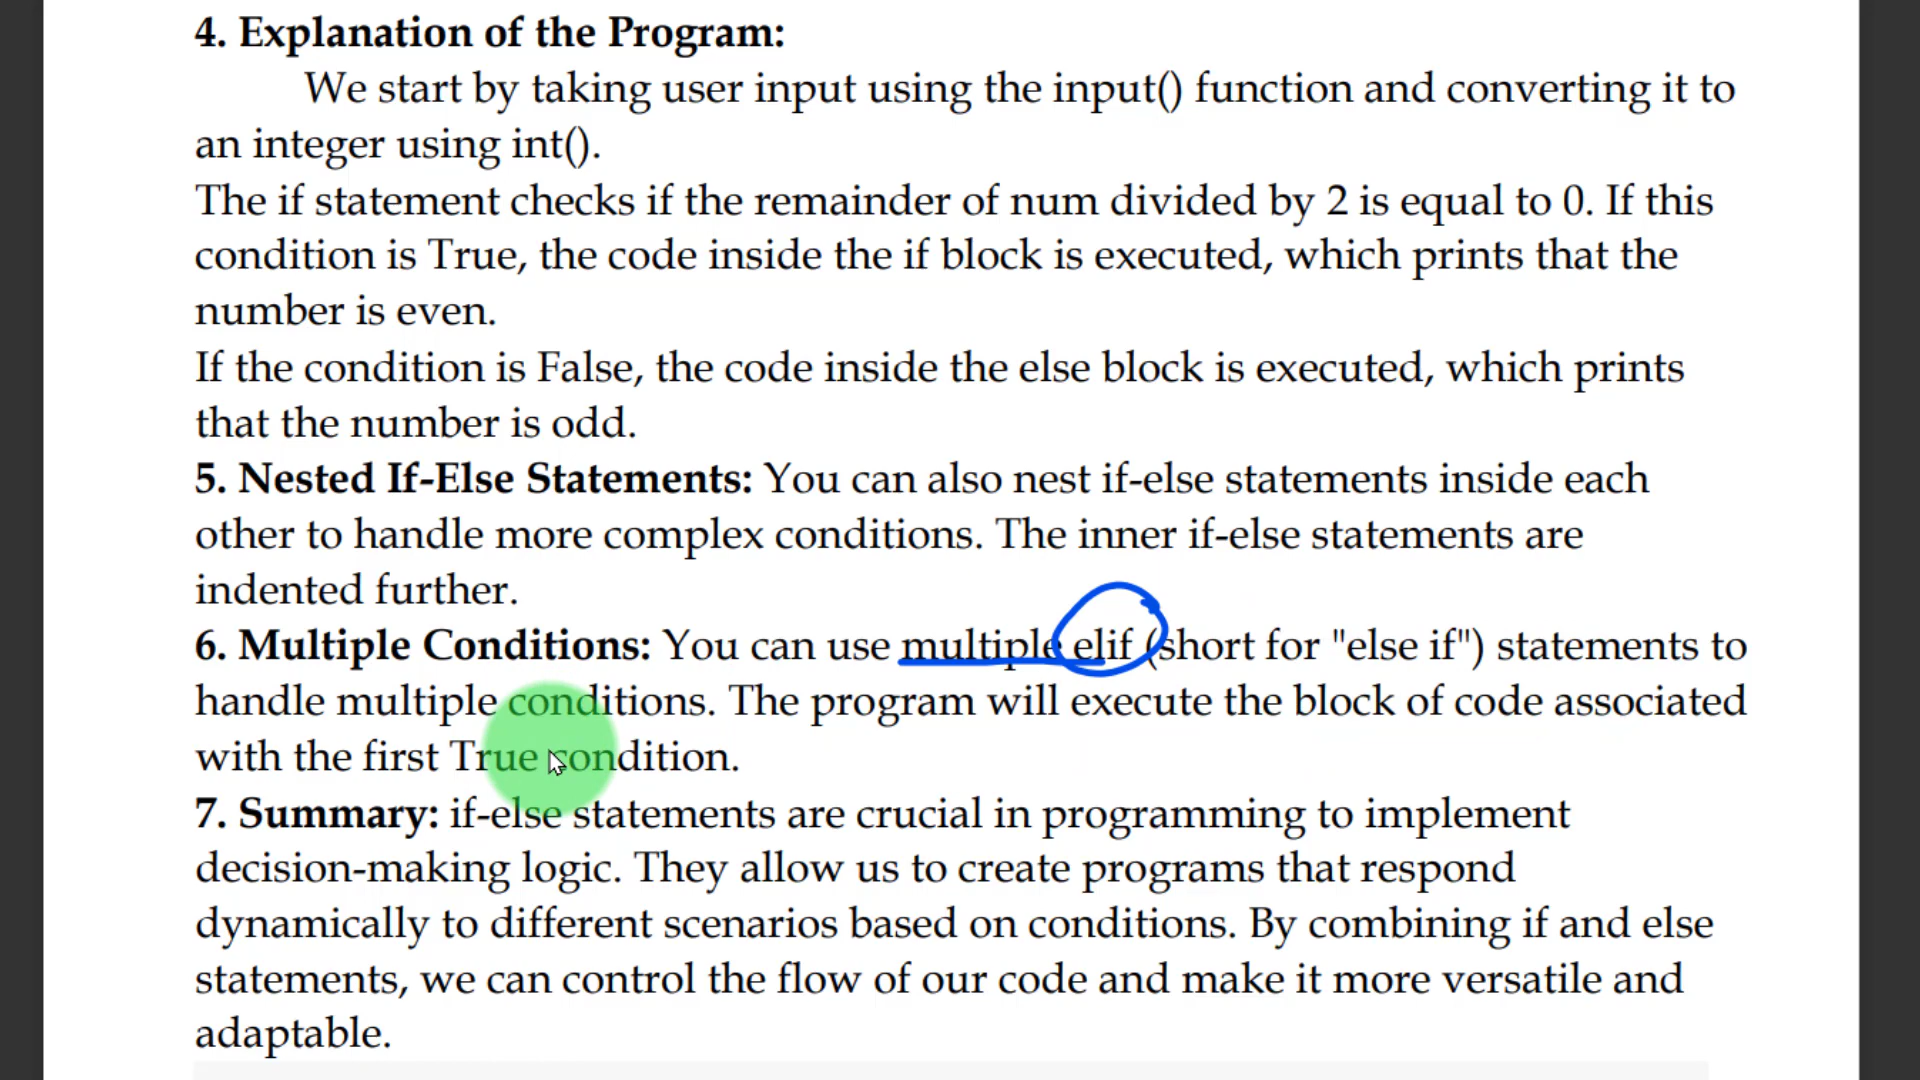 4. Explanation of the Program:
We start by taking user input using the input() function and converting it to
an integer using int().
The if statement checks if the remainder of num divided by 2 is equal to 0. If this
condition is True, the code inside the if block is executed, which prints that the
number is even.
If the condition is False, the code inside the else block is executed, which prints
that the number is odd.
5. Nested If-Else Statements: You can also nest if-else statements inside each
other to handle more complex conditions. The inner if-else statements are
indented further.
6. Multiple Conditions: You can use multiple elif (short for "else if") statements to
handle multiple conditions. The program will execute the block of code associated
with the first True condition.
7. Summary: if-else statements are crucial in programming to implement
decision-making logic. They allow us to create programs that respond
dynamically to different scenarios based on conditions. By combining if and else
statements, we can control the flow of our code and make it more versatile and
adaptable.